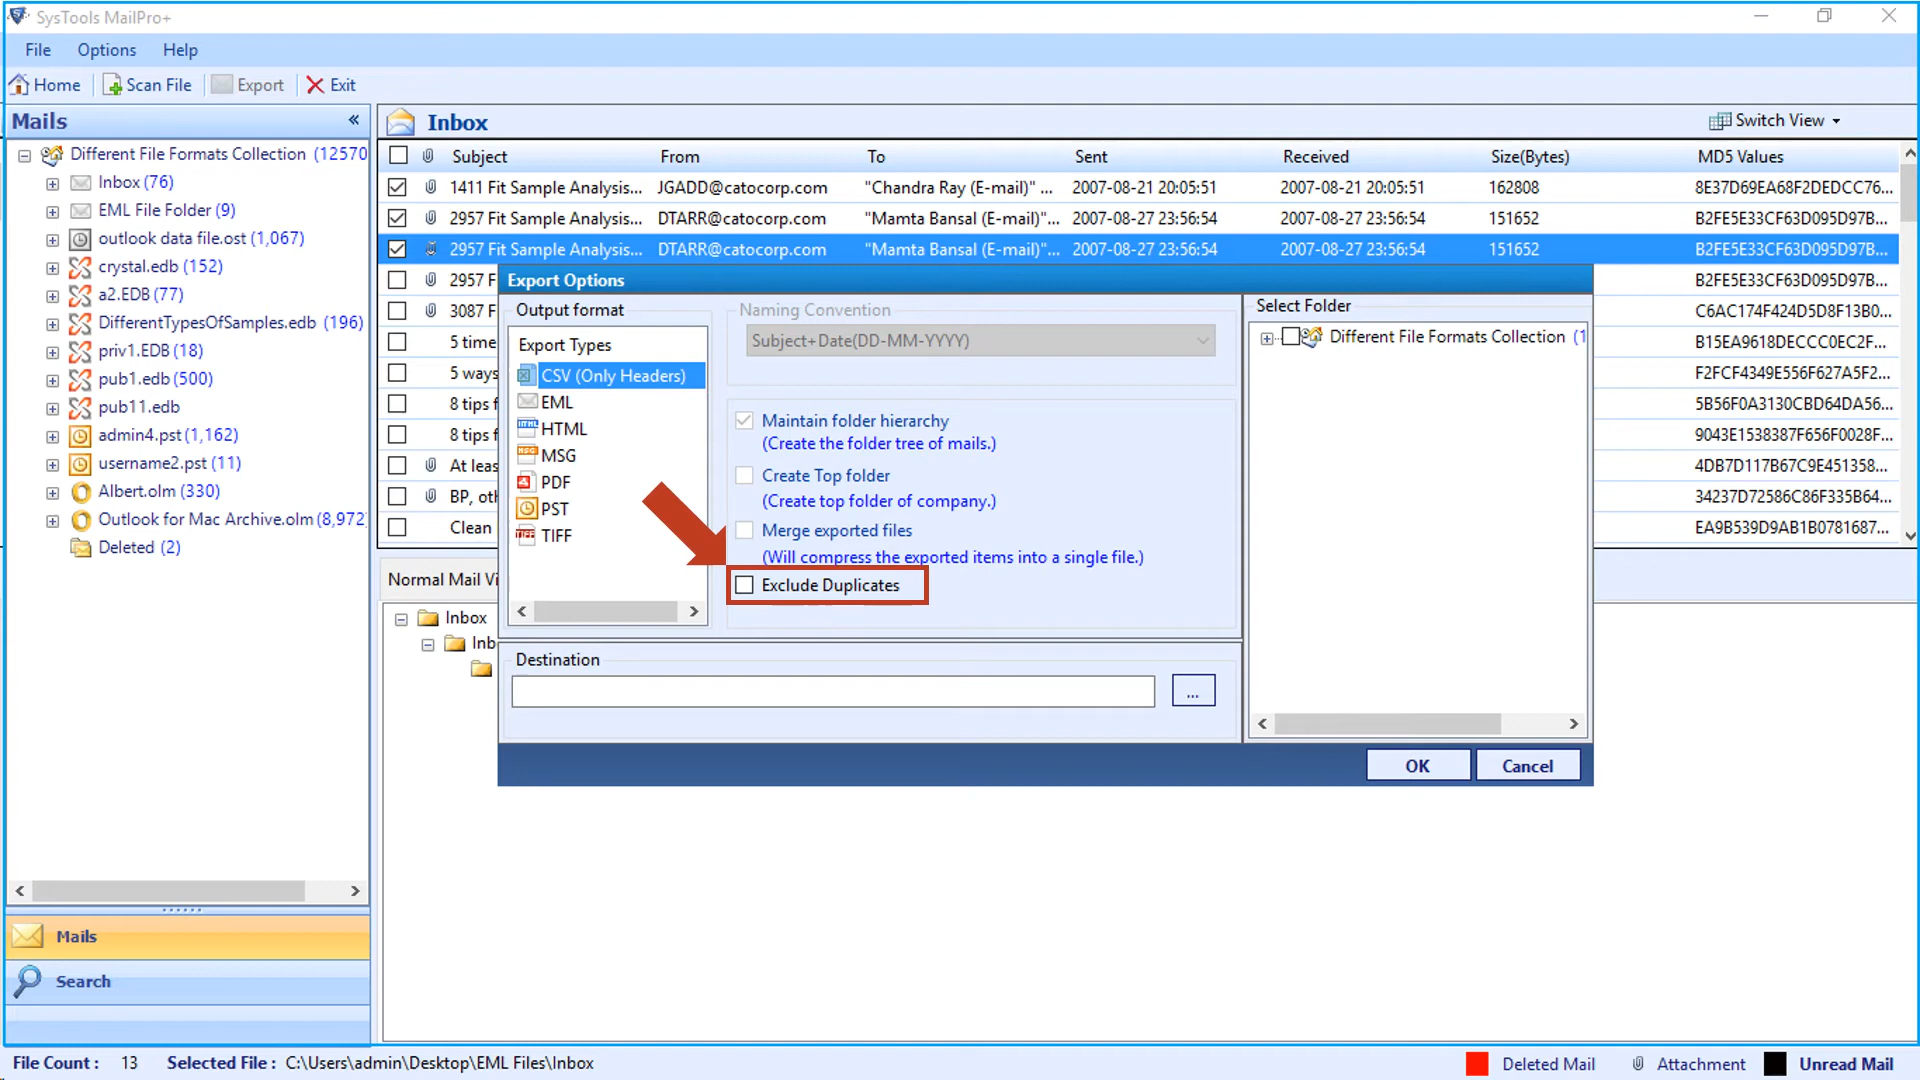 SysTools MailPro+
File Options Help
Home Scan File Export Exit
Mails «
Different File Formats Collection (12570
Inbox (76)
EML File Folder (9)
outlook data file.ost (1,067)
crystal.edb (152)
a2.EDB (77)
DifferentTypesOfSamples.edb (196)
priv1.EDB (18)
pub1.edb (500)
pub11.edb
admin4.pst (1,162)
username2.pst (11)
Albert.olm (330)
Outlook for Mac Archive.olm (8,972)
Deleted (2)
Mails
Search
Inbox Switch View
Subject From To Sent Received Size(Bytes) MD5 Values
1411 Fit Sample Analysis... JGADD@catocorp.com "Chandra Ray (E-mail)" ... 2007-08-21 20:05:51 2007-08-21 20:05:51 162808 8E37D69EA68F2DEDCC76...
2957 Fit Sample Analysis... DTARR@catocorp.com "Mamta Bansal (E-mail)"... 2007-08-27 23:56:54 2007-08-27 23:56:54 151652 B2FE5E33CF63D095D97B...
2957 Fit Sample Analysis... DTARR@catocorp.com "Mamta Bansal (E-mail)"... 2007-08-27 23:56:54 2007-08-27 23:56:54 151652 B2FE5E33CF63D095D97B...
2957 F B2FE5E33CF63D095D97B...
3087 F C6AC174F424D5D8F13B0...
5 time B15EA9618DECCC0EC2F...
5 ways F2FCF4349E556F627A5F2...
8 tips f 5B56F0A3130CBD64DA56...
8 tips f 9043E1538387F656F0028F...
At leas 4DB7D117B67C9E451358...
BP, oth 34237D72586C86F335B64...
Clean EA9B539D9AB1B0781687...
Normal Mail Vi
Inbox
Inb
Export Options
Output format
Export Types
CSV (Only Headers)
EML
HTML
MSG
PDF
PST
TIFF
Naming Convention
Subject+Date(DD-MM-YYYY)
Maintain folder hierarchy
(Create the folder tree of mails.)
Create Top folder
(Create top folder of company.)
Merge exported files
(Will compress the exported items into a single file.)
Exclude Duplicates
Destination
...
Select Folder
Different File Formats Collection (1
OK Cancel
File Count : 13 Selected File : C:\Users\admin\Desktop\EML Files\Inbox Deleted Mail Attachment Unread Mail